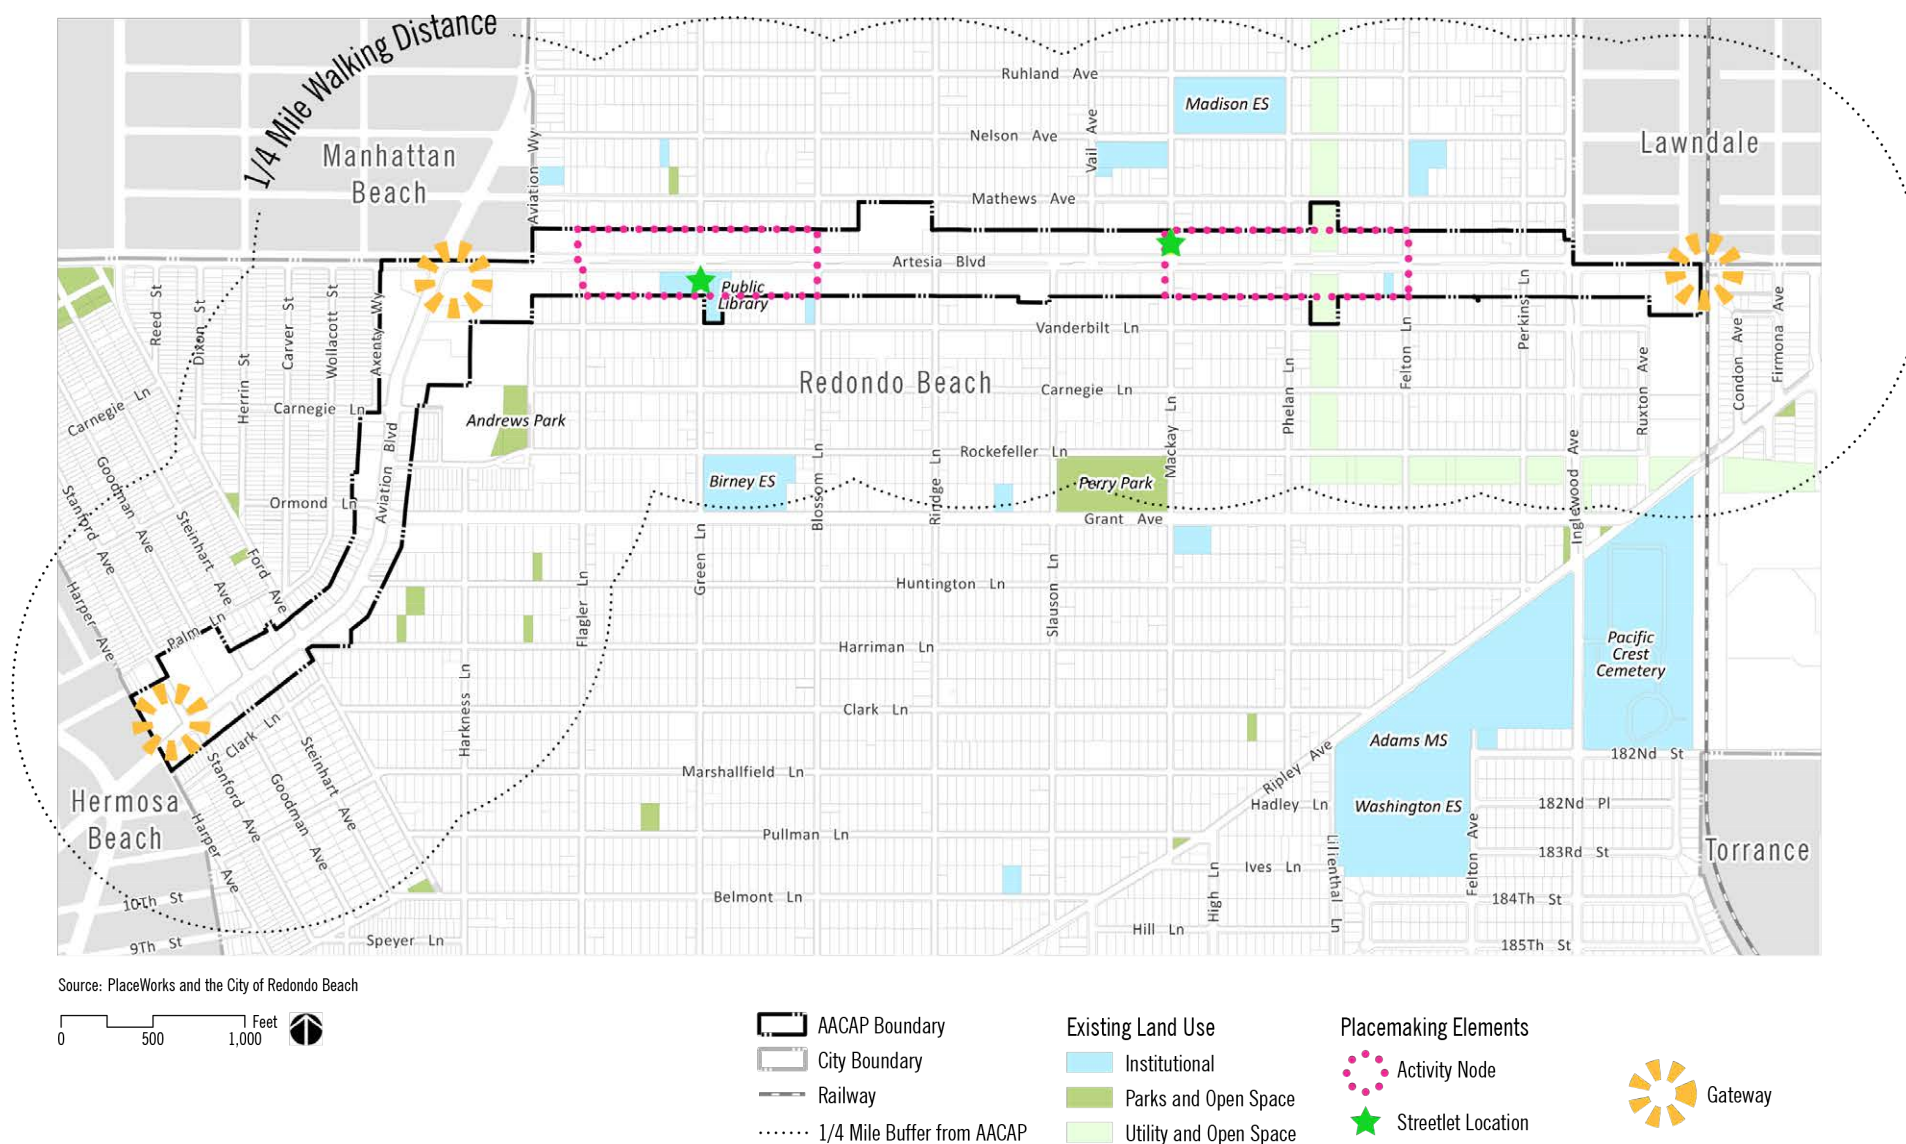 1/4 Mile Walking Distance
Manhattan
Beach
Lawndale
Ruhland Ave
Madison ES
Nelson Ave
Vail Ave
Aviation Wy
Mathews Ave
Artesia Blvd
Public
Library
Vanderbilt Ln
Reed St
Dixon St
Herrin St
Carver St
Wollacott St
Axenty Wy
Perkins Ln
Felton Ln
Phelan Ln
Ruxton Ave
Condon Ave
Firmona Ave
Redondo Beach
Carnegie Ln
Carnegie Ln
Carnegie Ln
Andrews Park
Aviation Blvd
Rockefeller Ln
Mackay Ln
Inglewood Ave
Birney ES
Blossom Ln
Rindge Ln
Perry Park
Grant Ave
Ormond Ln
Goodman Ave
Stanford Ave
Steinhart Ave
Ford Ave
Harper Ave
Palm Ln
Green Ln
Flagler Ln
Huntington Ln
Slauson Ln
Harriman Ln
Pacific
Crest
Cemetery
Harkness Ln
Clark Ln
Clark Ln
Steinhart Ave
Goodman Ave
Stanford Ave
Harper Ave
Adams MS
182Nd St
Marshallfield Ln
Ripley Ave
Hadley Ln
Washington ES
182Nd Pl
Hermosa
Beach
Pullman Ln
Lilienthal Ln
Felton Ave
183Rd St
Torrance
Ives Ln
High Ln
Belmont Ln
184Th St
10Th St
Hill Ln
9Th St
Speyer Ln
185Th St
Source: PlaceWorks and the City of Redondo Beach
Feet
0 500 1,000
AACAP Boundary
City Boundary
Railway
1/4 Mile Buffer from AACAP
Existing Land Use
Institutional
Parks and Open Space
Utility and Open Space
Placemaking Elements
Activity Node
Streetlet Location
Gateway